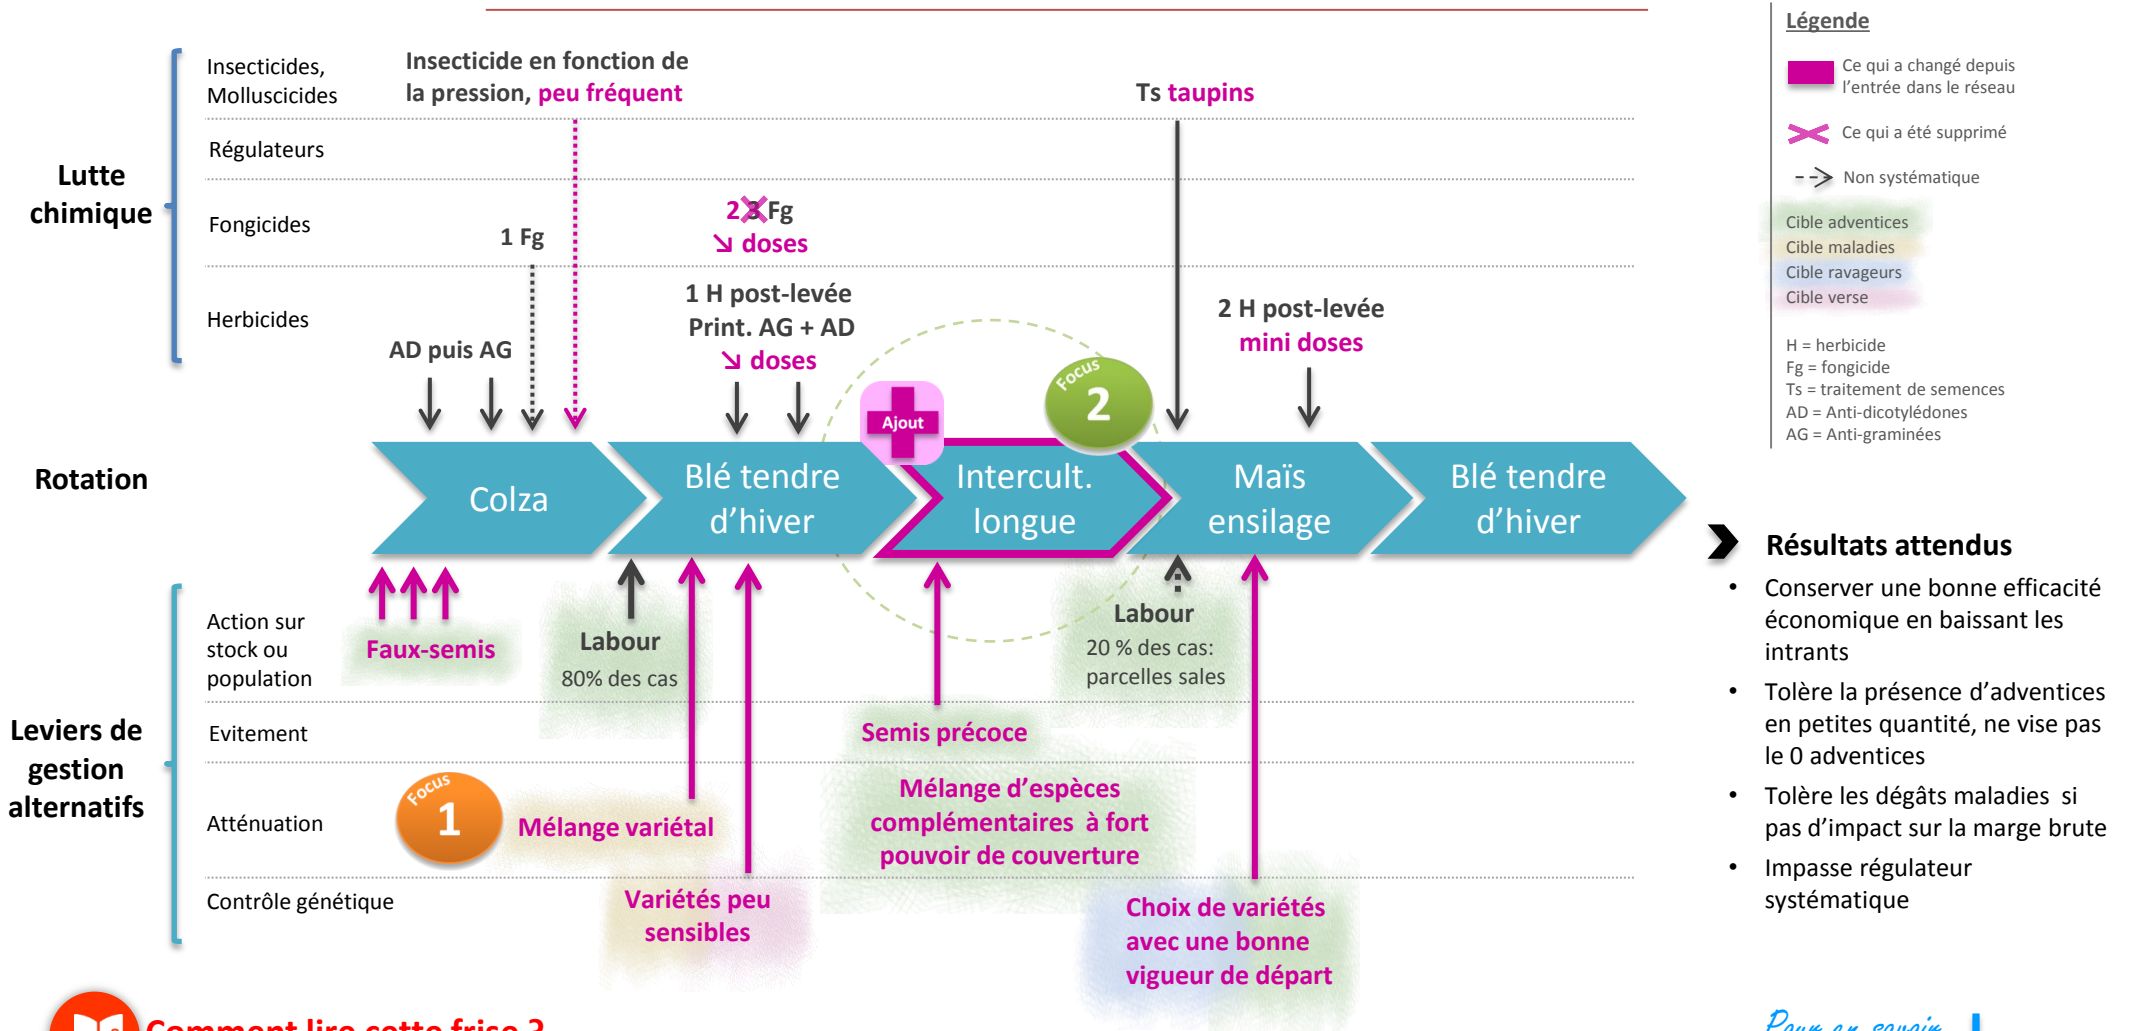 Insecticides,
Molluscicides
Insecticide en fonction de
la pression, peu fréquent
Ts taupins
Régulateurs
Lutte
chimique
Fongicides
1 Fg
2 3 Fg
↘ doses
Herbicides
AD puis AG
1 H post-levée
Print. AG + AD
↘ doses
2 H post-levée
mini doses
Rotation
Colza
Blé tendre
d’hiver
Ajout
Intercult.
longue
Focus
2
Maïs
ensilage
Blé tendre
d’hiver
Leviers de
gestion
alternatifs
Action sur
stock ou
population
Faux-semis
Labour
80% des cas
Labour
20 % des cas:
parcelles sales
Evitement
Semis précoce
Atténuation
Focus
1
Mélange variétal
Mélange d’espèces
complémentaires à fort
pouvoir de couverture
Contrôle génétique
Variétés peu
sensibles
Choix de variétés
avec une bonne
vigueur de départ
Légende
Ce qui a changé depuis
l’entrée dans le réseau
Ce qui a été supprimé
Non systématique
Cible adventices
Cible maladies
Cible ravageurs
Cible verse
H = herbicide
Fg = fongicide
Ts = traitement de semences
AD = Anti-dicotylédones
AG = Anti-graminées
Résultats attendus
• Conserver une bonne efficacité
économique en baissant les
intrants
• Tolère la présence d’adventices
en petites quantité, ne vise pas
le 0 adventices
• Tolère les dégâts maladies si
pas d’impact sur la marge brute
• Impasse régulateur
systématique
Comment lire cette frise ?
Pour en savoir